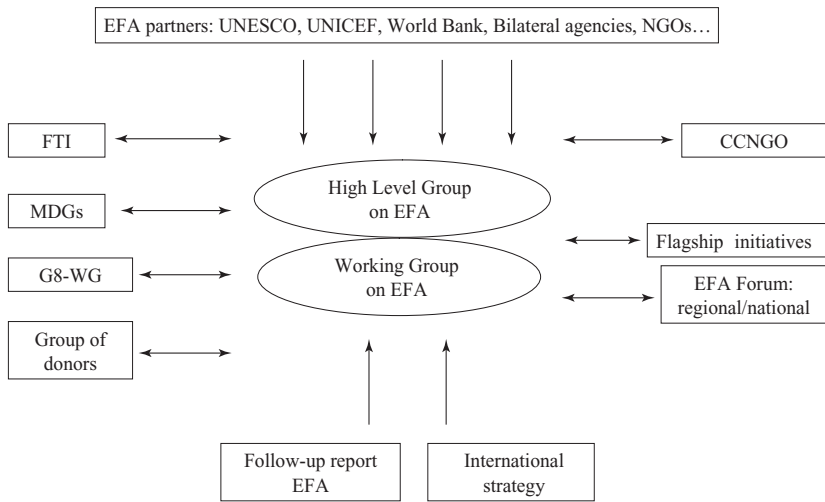 EFA partners: UNESCO, UNICEF, World Bank, Bilateral agencies, NGOs…
FTI
CCNGO
High Level Group
on EFA
MDGs
Flagship initiatives
G8-WG
Working Group
on EFA
EFA Forum:
regional/national
Group of
donors
Follow-up report
EFA
International
strategy